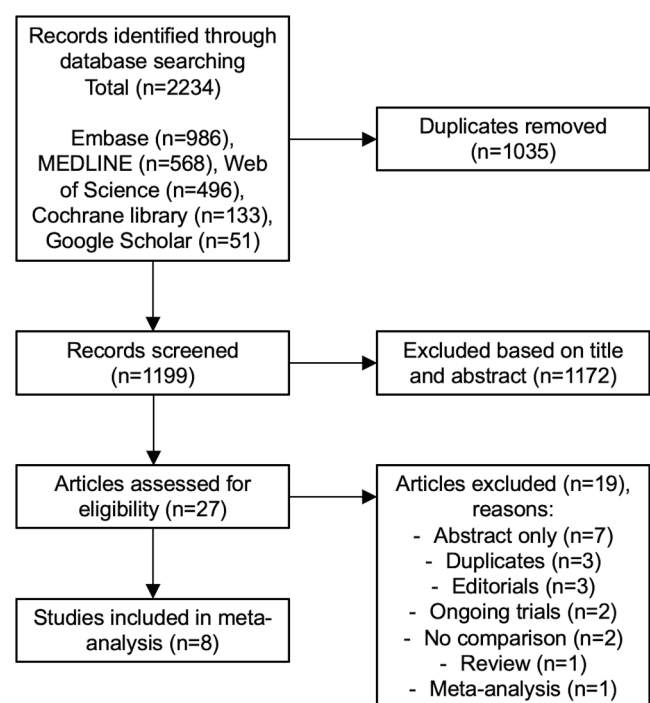 Records identified through
database searching
Total (n=2234)
Embase (n=986),
MEDLINE (n=568), Web
of Science (n=496),
Cochrane library (n=133),
Google Scholar (n=51)
Duplicates removed
(n=1035)
Records screened
(n=1199)
Excluded based on title
and abstract (n=1172)
Articles assessed for
eligibility (n=27)
Articles excluded (n=19),
reasons:
- Abstract only (n=7)
- Duplicates (n=3)
- Editorials (n=3)
- Ongoing trials (n=2)
- No comparison (n=2)
- Review (n=1)
- Meta-analysis (n=1)
Studies included in meta-
analysis (n=8)